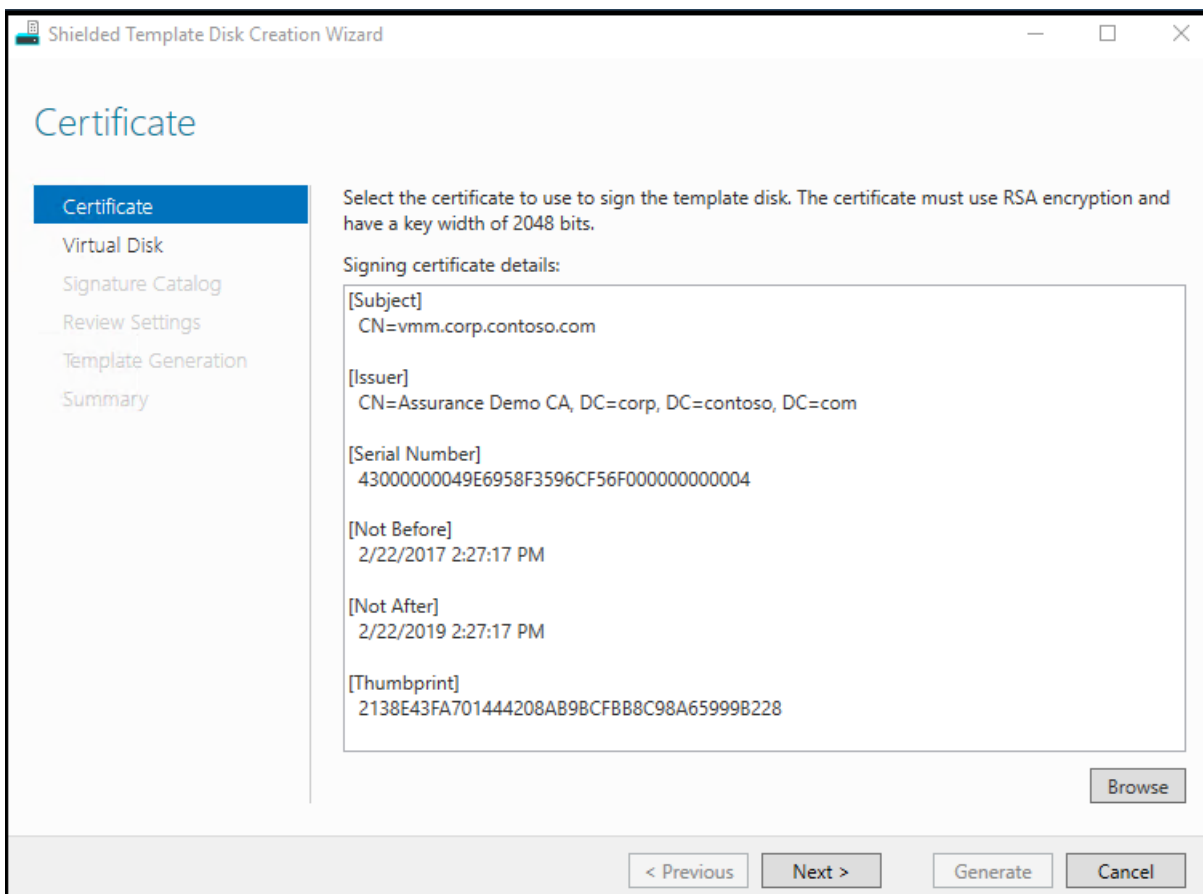 Shielded Template Disk Creation Wizard
Certificate
Certificate
Virtual Disk
Signature Catalog
Review Settings
Template Generation
Summary
Select the certificate to use to sign the template disk. The certificate must use RSA encryption and
have a key width of 2048 bits.
Signing certificate details:
[Subject]
CN=vmm.corp.contoso.com
[Issuer]
CN=Assurance Demo CA, DC=corp, DC=contoso, DC=com
[Serial Number]
43000000049E6958F3596CF56F000000000004
[Not Before]
2/22/2017 2:27:17 PM
[Not After]
2/22/2019 2:27:17 PM
[Thumbprint]
2138E43FA701444208AB9BCFBB8C98A65999B228
Browse
< Previous
Next >
Generate
Cancel